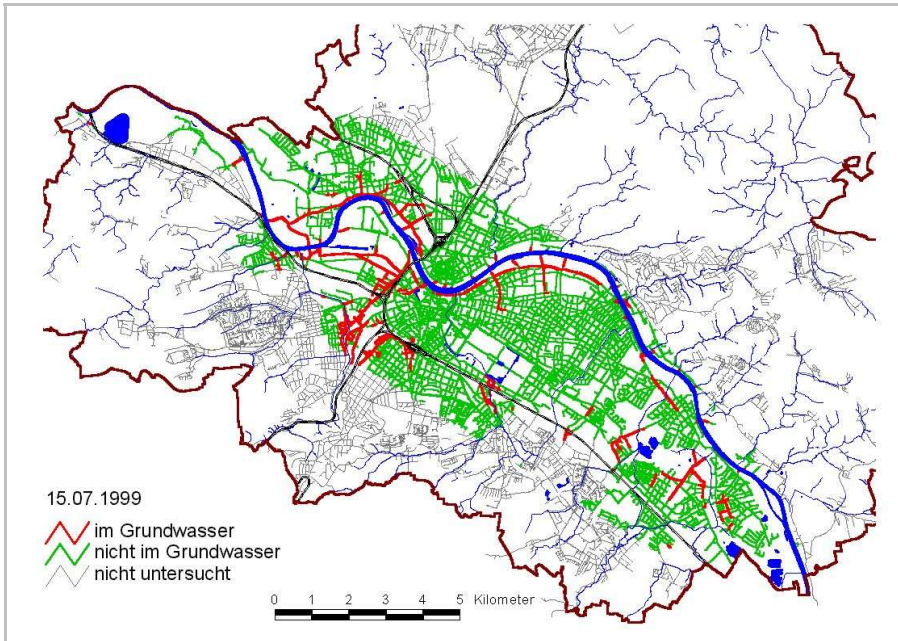 15.07.1999
im Grundwasser
nicht im Grundwasser
nicht untersucht
0 1 2 3 4 5 Kilometer